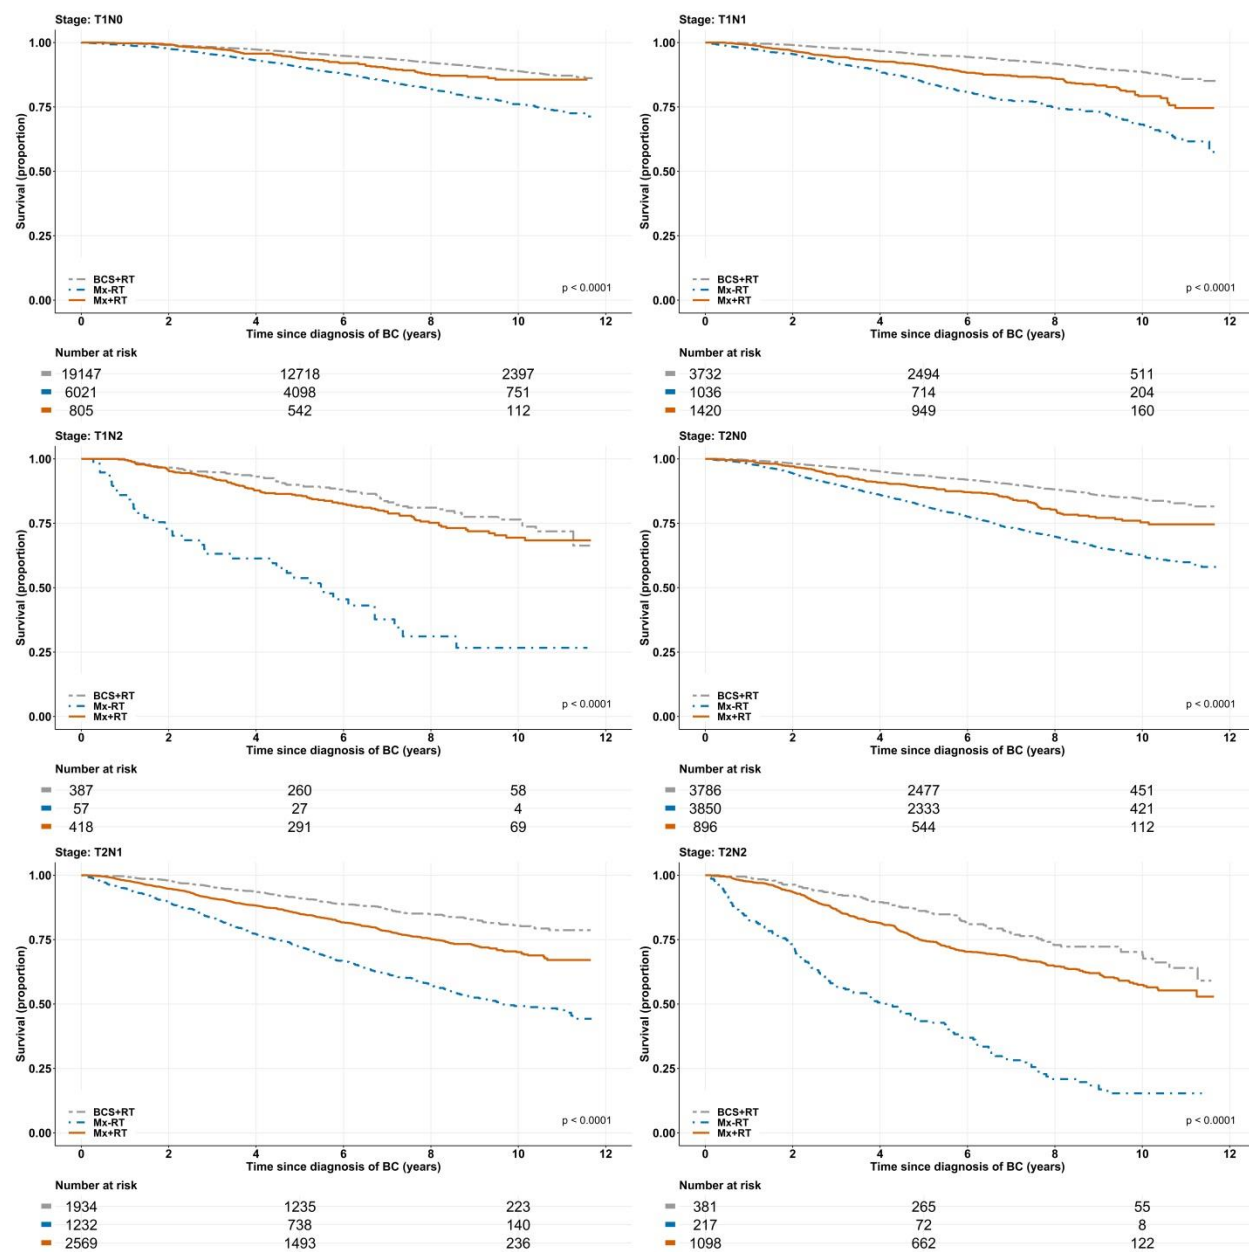 Stage: T1N0
Survival (proportion)
1.00
0.75
0.50
0.25
0.00
BCS+RT
Mx-RT
Mx+RT
p < 0.0001
0 2 4 6 8 10 12
Time since diagnosis of BC (years)
Number at risk
19147 12718 2397
6021 4098 751
805 542 112
Stage: T1N1
Survival (proportion)
1.00
0.75
0.50
0.25
0.00
BCS+RT
Mx-RT
Mx+RT
p < 0.0001
0 2 4 6 8 10 12
Time since diagnosis of BC (years)
Number at risk
3732 2494 511
1036 714 204
1420 949 160
Stage: T1N2
Survival (proportion)
1.00
0.75
0.50
0.25
0.00
BCS+RT
Mx-RT
Mx+RT
p < 0.0001
0 2 4 6 8 10 12
Time since diagnosis of BC (years)
Number at risk
387 260 58
57 27 4
418 291 69
Stage: T2N0
Survival (proportion)
1.00
0.75
0.50
0.25
0.00
BCS+RT
Mx-RT
Mx+RT
p < 0.0001
0 2 4 6 8 10 12
Time since diagnosis of BC (years)
Number at risk
3786 2477 451
3850 2333 421
896 544 112
Stage: T2N1
Survival (proportion)
1.00
0.75
0.50
0.25
0.00
BCS+RT
Mx-RT
Mx+RT
p < 0.0001
0 2 4 6 8 10 12
Time since diagnosis of BC (years)
Number at risk
1934 1235 223
1232 738 140
2569 1493 236
Stage: T2N2
Survival (proportion)
1.00
0.75
0.50
0.25
0.00
BCS+RT
Mx-RT
Mx+RT
p < 0.0001
0 2 4 6 8 10 12
Time since diagnosis of BC (years)
Number at risk
381 265 55
217 72 8
1098 662 122